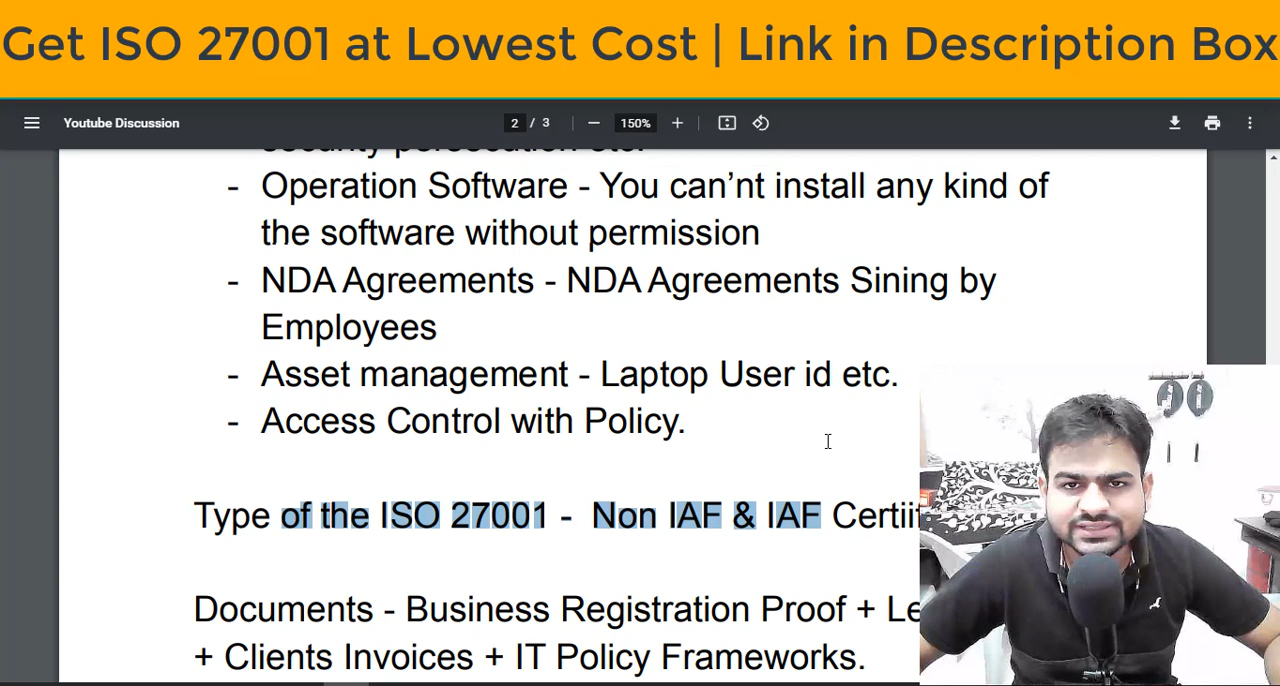 Get ISO 27001 at Lowest Cost | Link in Description Box
Youtube Discussion 2 / 3 150%
security persecution etc.
- Operation Software - You can’nt install any kind of
the software without permission
- NDA Agreements - NDA Agreements Sining by
Employees
- Asset management - Laptop User id etc.
- Access Control with Policy.
Type of the ISO 27001 - Non IAF & IAF
Documents - Business Registration Proof +
+ Clients Invoices + IT Policy Frameworks.